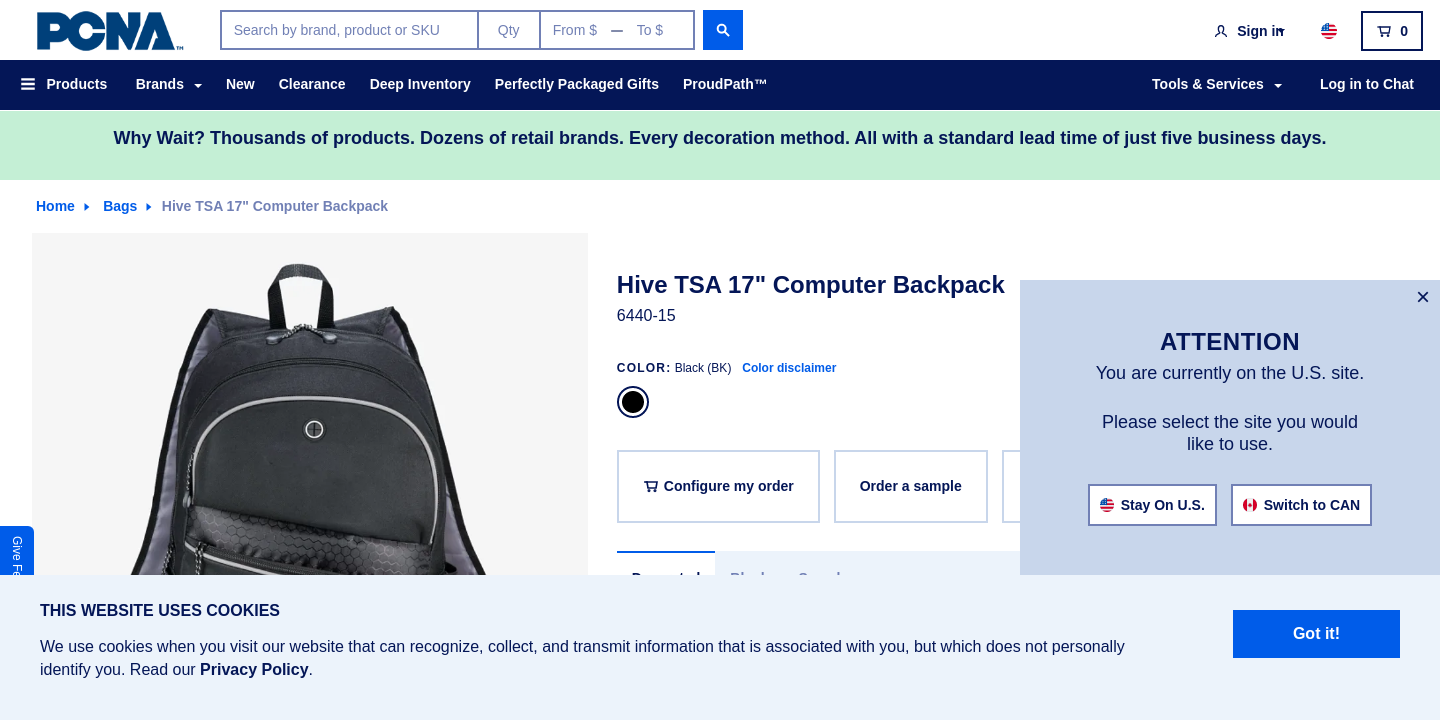 PCNA™
Search by brand, product or SKU
Qty
From $ — To $
Sign in
0
Products
Brands
New
Clearance
Deep Inventory
Perfectly Packaged Gifts
ProudPath™
Tools & Services
Log in to Chat
Why Wait? Thousands of products. Dozens of retail brands. Every decoration method. All with a standard lead time of just five business days.
Home
Bags
Hive TSA 17" Computer Backpack
Hive TSA 17" Computer Backpack
6440-15
COLOR: Black (BK) Color disclaimer
Configure my order
Order a sample
×
ATTENTION
You are currently on the U.S. site.
Please select the site you would
like to use.
Stay On U.S.
Switch to CAN
Give
THIS WEBSITE USES COOKIES
We use cookies when you visit our website that can recognize, collect, and transmit information that is associated with you, but which does not personally
identify you. Read our Privacy Policy.
Got it!